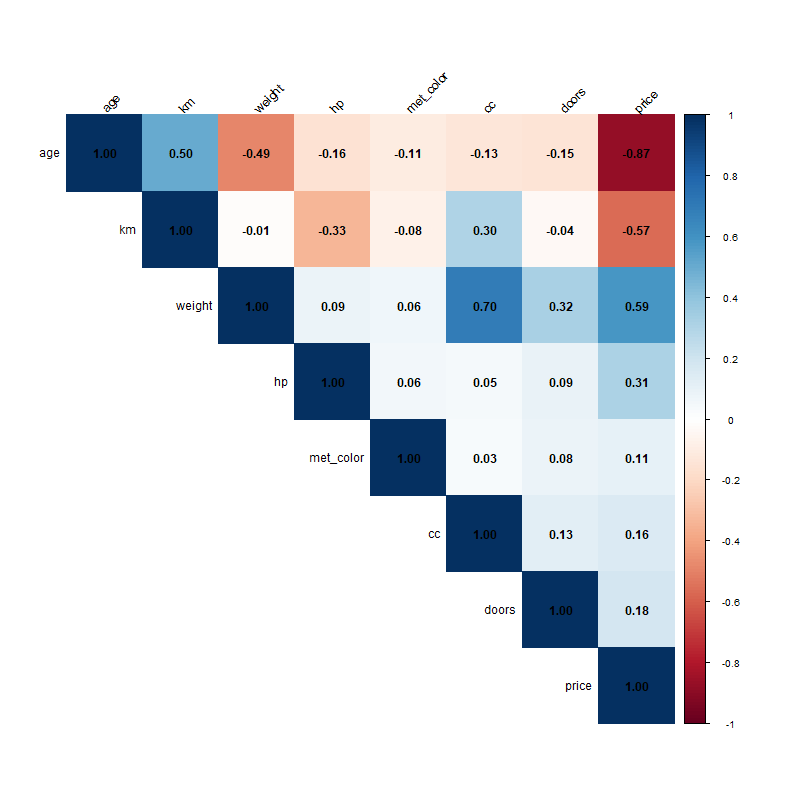 age km weight hp met_color cc doors price
age 1.00 0.50 -0.49 -0.16 -0.11 -0.13 -0.15 -0.87
km 1.00 -0.01 -0.33 -0.08 0.30 -0.04 -0.57
weight 1.00 0.09 0.06 0.70 0.32 0.59
hp 1.00 0.06 0.05 0.09 0.31
met_color 1.00 0.03 0.08 0.11
cc 1.00 0.13 0.16
doors 1.00 0.18
price 1.00
1
0.8
0.6
0.4
0.2
0
-0.2
-0.4
-0.6
-0.8
-1